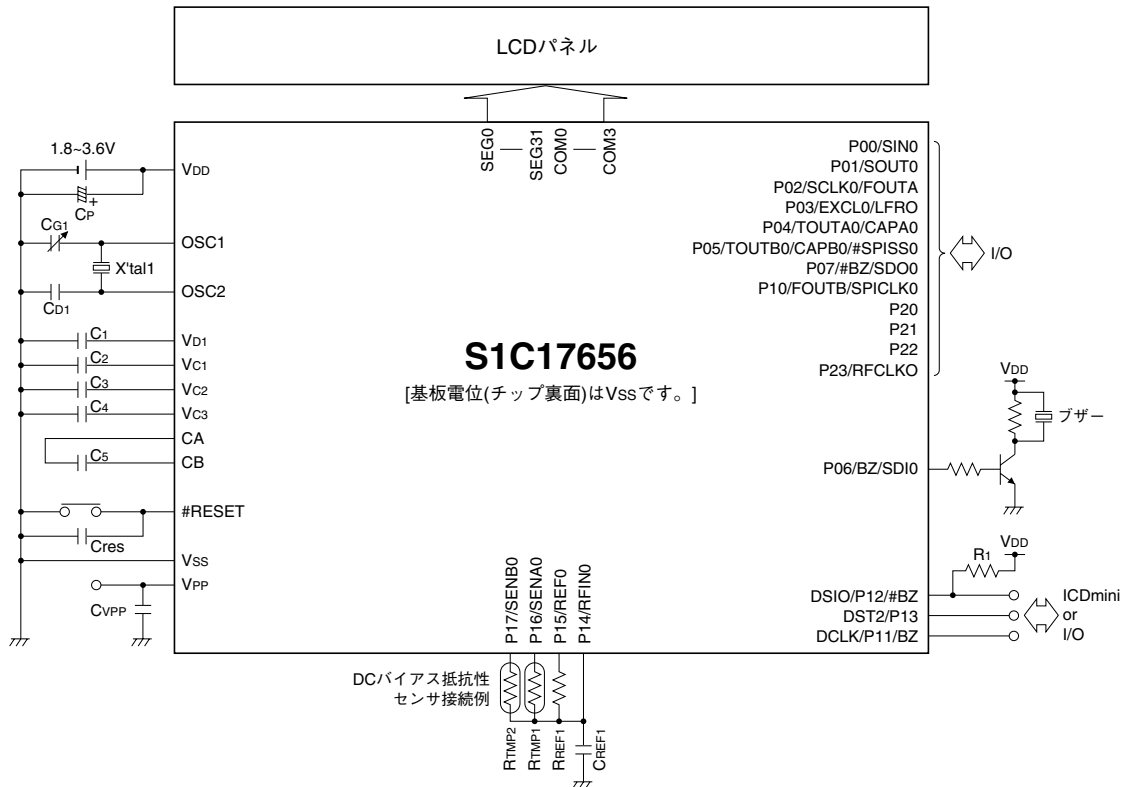 LCDパネル
SEG0
SEG31
COM0
COM3
1.8~3.6V
VDD
CP
+
CG1
OSC1
X'tal1
OSC2
CD1
C1
VD1
C2
VC1
C3
VC2
C4
VC3
CA
C5
CB
#RESET
Cres
VSS
VPP
CVPP
S1C17656
[基板電位(チップ裏面)はVSSです。]
P00/SIN0
P01/SOUT0
P02/SCLK0/FOUTA
P03/EXCL0/LFRO
P04/TOUTA0/CAPA0
P05/TOUTB0/CAPB0/#SPISS0
P07/#BZ/SDO0
P10/FOUTB/SPICLK0
P20
P21
P22
P23/RFCLKO
I/O
VDD
ブザー
P06/BZ/SDI0
VDD
R1
DSIO/P12/#BZ
DST2/P13
DCLK/P11/BZ
ICDmini
or
I/O
P17/SENB0
P16/SENA0
P15/REF0
P14/RFIN0
DCバイアス抵抗性
センサ接続例
RTMP2
RTMP1
RREF1
CREF1